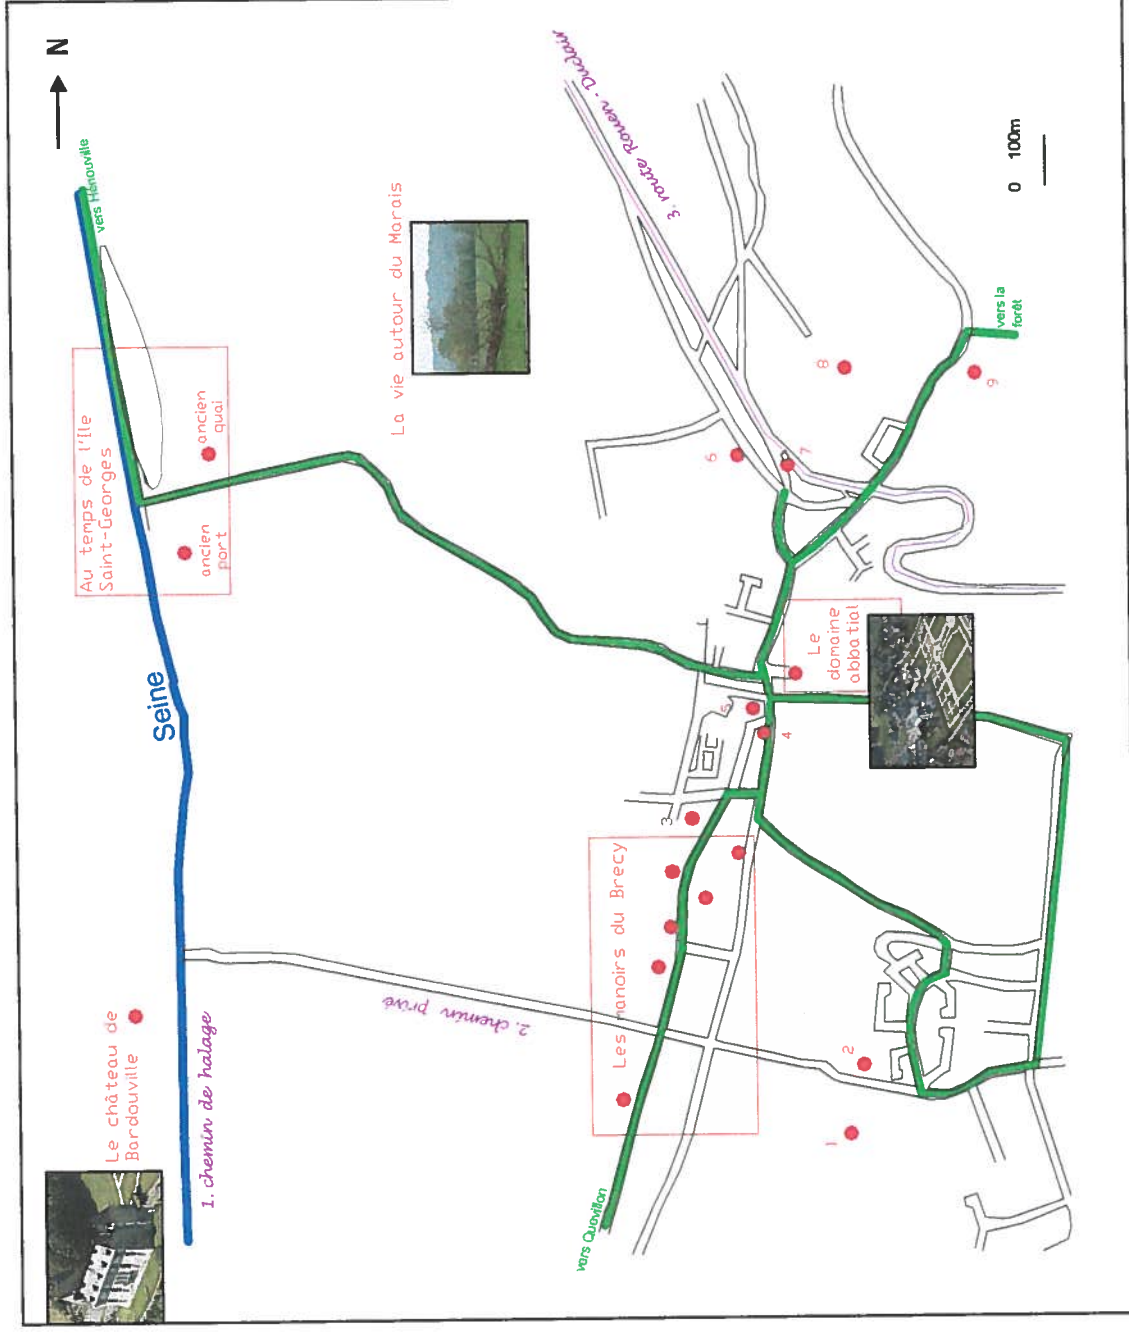 N
vers Hénouville
Au temps de l'Ile
Saint-Georges
ancien
quai
ancien
port
Seine
La vie autour du Marais
3. route Rouen - Duclair
0 100m
vers la
forêt
8
9
6
7
Le
domaine
abbatial
5
4
3
Les manoirs du Brecy
2. chemin privé
2
1
Le château de
Bardouville
1. chemin de halage
vers Quevillon